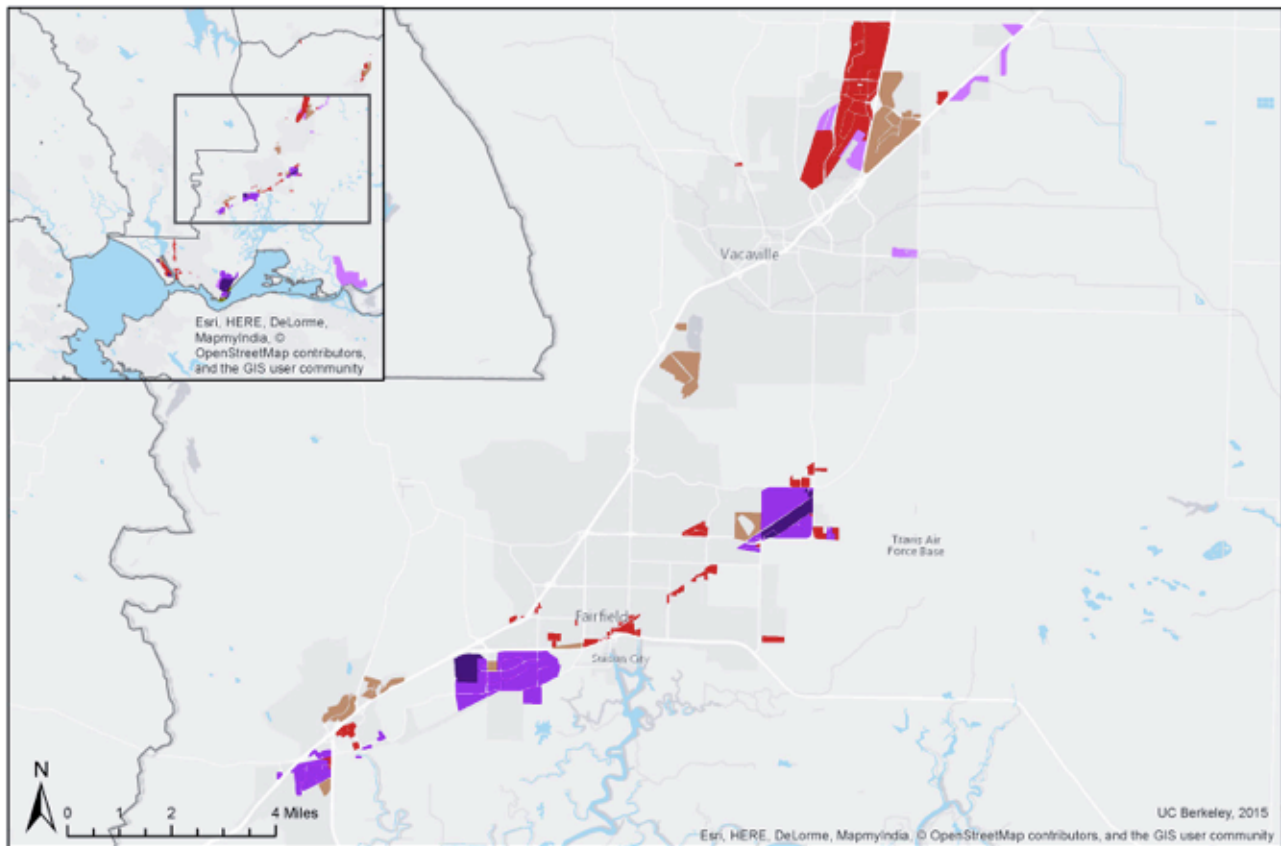 Esri, HERE, DeLorme,
MapmyIndia, ©
OpenStreetMap contributors,
and the GIS user community
Vacaville
Travis Air
Force Base
Fairfield
Suisun City
N
0 1 2 4 Miles
UC Berkeley, 2015
Esri, HERE, DeLorme, MapmyIndia, © OpenStreetMap contributors, and the GIS user community